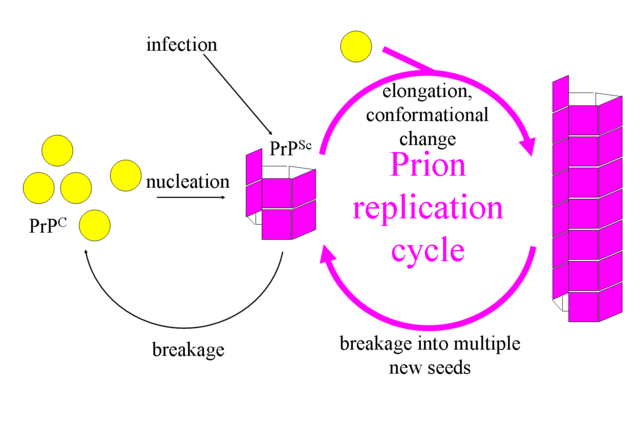 infection
elongation,
conformational
change
PrPSc
Prion
replication
cycle
nucleation
PrPC
breakage
breakage into multiple
new seeds